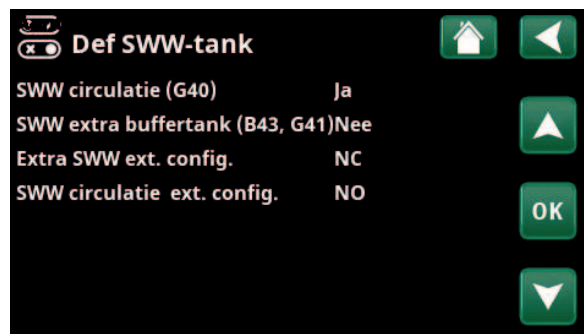 Def SWW-tank
SWW circulatie (G40) Ja
SWW extra buffertank (B43, G41)Nee
Extra SWW ext. config. NC
SWW circulatie ext. config. NO
OK